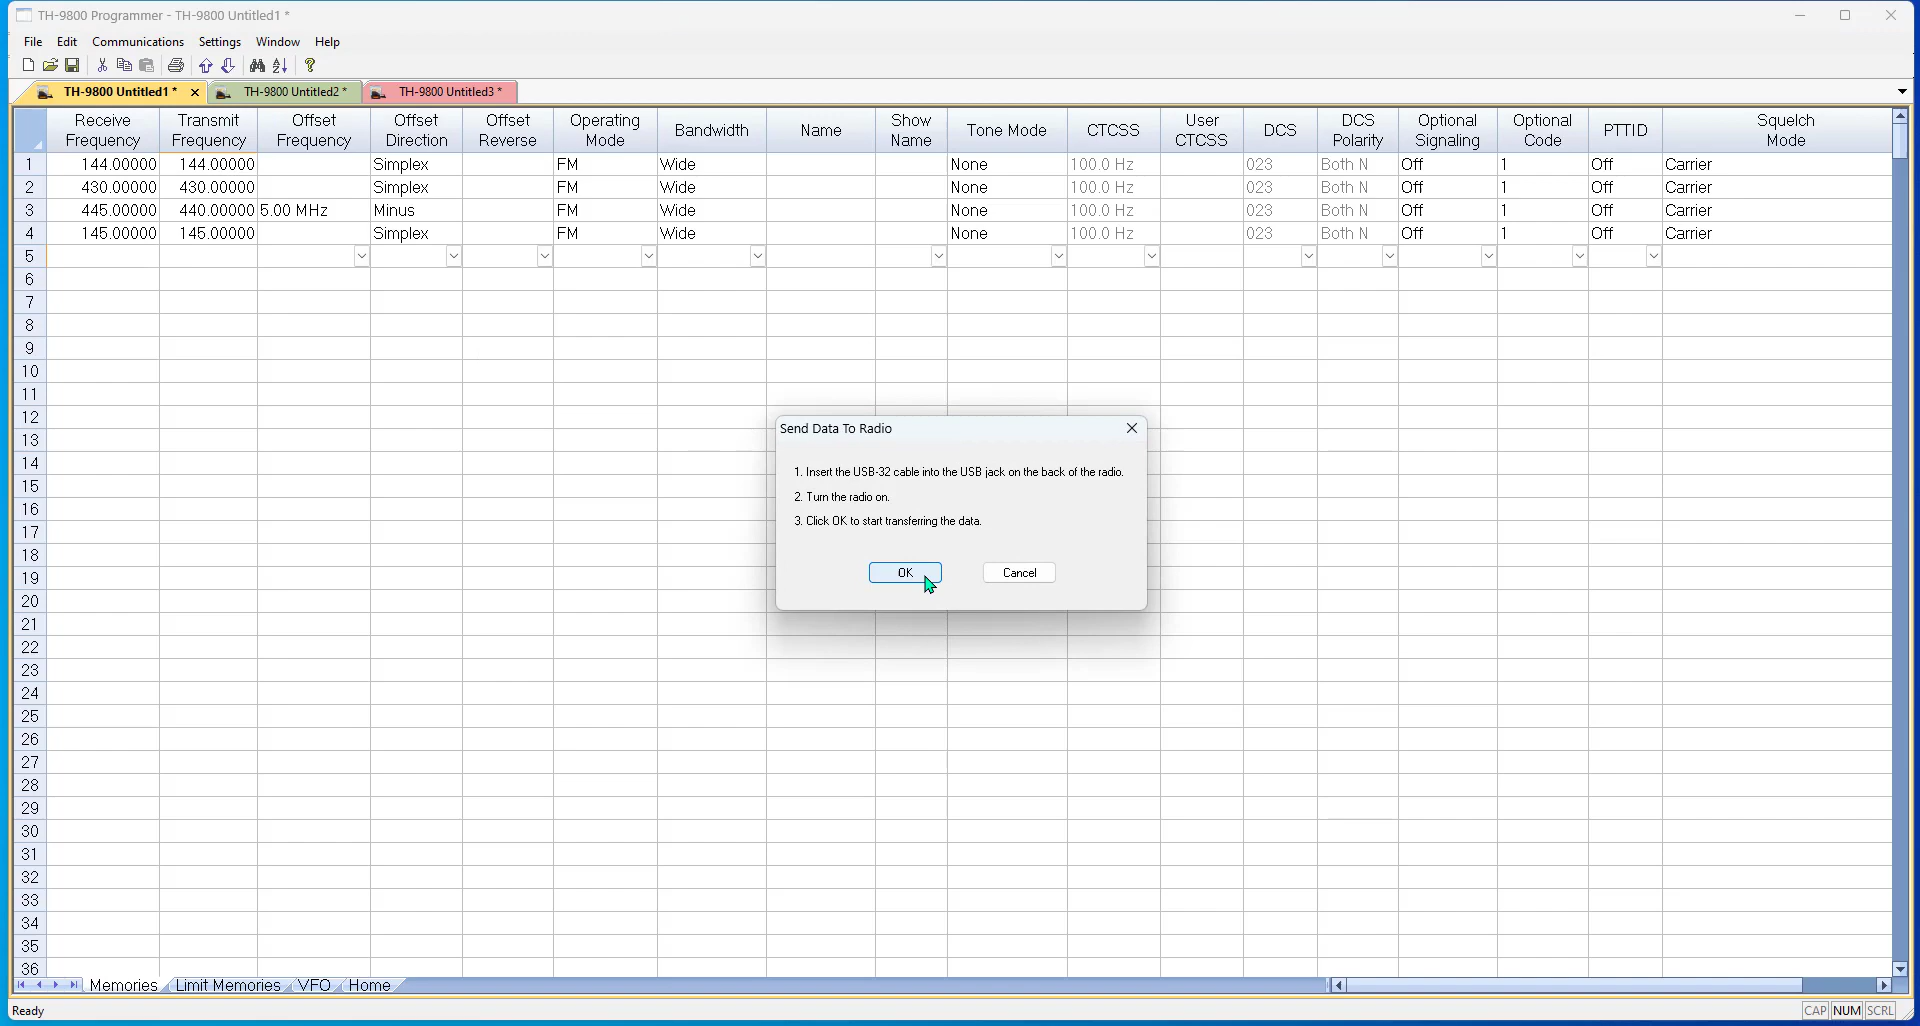 TH-9800 Programmer - TH-9800 Untitled1 *
File Edit Communications Settings Window Help
TH-9800 Untitled1 * TH-9800 Untitled2 * TH-9800 Untitled3 *
Receive Frequency Transmit Frequency Offset Frequency Offset Direction Offset Reverse Operating Mode Bandwidth Name Show Name Tone Mode CTCSS User CTCSS DCS DCS Polarity Optional Signaling Optional Code PTTID Squelch Mode
1 144.00000 144.00000 Simplex FM Wide None 100.0 Hz 023 Both N Off 1 Off Carrier
2 430.00000 430.00000 Simplex FM Wide None 100.0 Hz 023 Both N Off 1 Off Carrier
3 445.00000 440.00000 5.00 MHz Minus FM Wide None 100.0 Hz 023 Both N Off 1 Off Carrier
4 145.00000 145.00000 Simplex FM Wide None 100.0 Hz 023 Both N Off 1 Off Carrier
5
6
7
8
9
10
11
12
13
14
15
16
17
18
19
20
21
22
23
24
25
26
27
28
29
30
31
32
33
34
35
36
Send Data To Radio
1. Insert the USB-32 cable into the USB jack on the back of the radio.
2. Turn the radio on.
3. Click OK to start transferring the data.
OK Cancel
Memories Limit Memories VFO Home
Ready CAP NUM SCRL